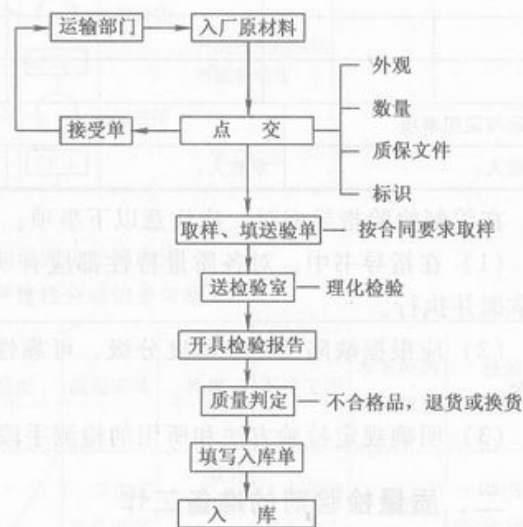 运输部门
入厂原材料
外观
数量
接受单
点 交
质保文件
标识
取样、填送验单
按合同要求取样
送检验室
理化检验
开具检验报告
质量判定
不合格品，退货或换货
填写入库单
入 库